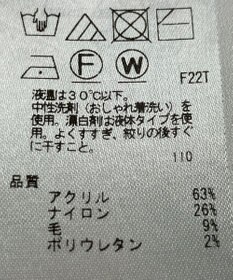 F
W
F22T
液温は30℃以下。
中性洗剤（おしゃれ着洗い）を
使用。漂白剤は液体タイプを使
用。よくすすぎ、絞りの後すぐ
に干すこと。
110
品質
アクリル 63%
ナイロン 26%
毛 9%
ポリウレタン 2%